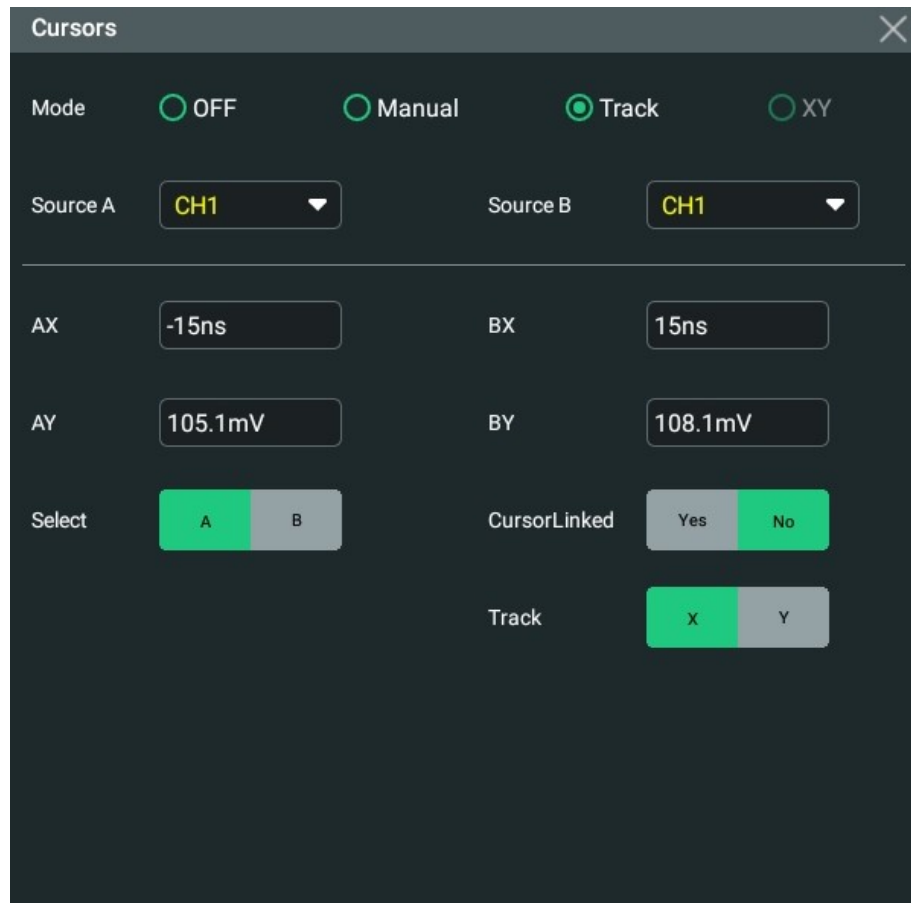 Cursors
Mode OFF Manual Track XY
Source A CH1 Source B CH1
AX -15ns BX 15ns
AY 105.1mV BY 108.1mV
Select A B CursorLinked Yes No
Track X Y